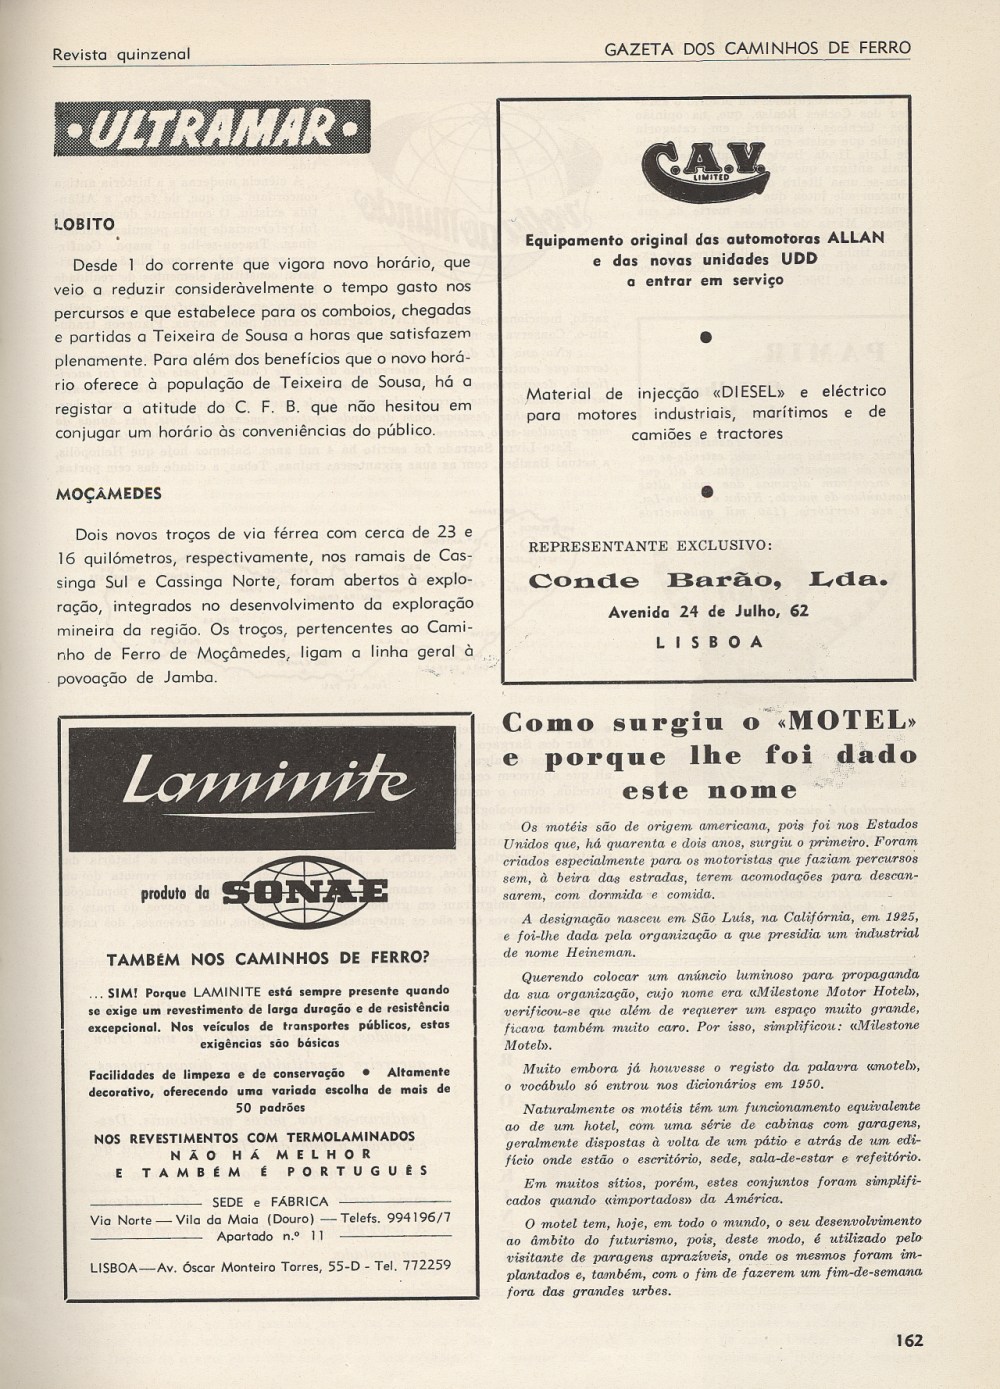 Revista quinzenal
GAZETA DOS CAMINHOS DE FERRO
• ULTRAMAR •
LOBITO
Desde 1 do corrente que vigora novo horário, que
veio a reduzir consideràvelmente o tempo gasto nos
percursos e que estabelece para os comboios, chegadas
e partidas a Teixeira de Sousa a horas que satisfazem
plenamente. Para além dos benefícios que o novo horá-
rio oferece à população de Teixeira de Sousa, há a
registar a atitude do C. F. B. que não hesitou em
conjugar um horário às conveniências do público.
MOÇÂMEDES
Dois novos troços de via férrea com cerca de 23 e
16 quilómetros, respectivamente, nos ramais de Cas-
singa Sul e Cassinga Norte, foram abertos à explo-
ração, integrados no desenvolvimento da exploração
mineira da região. Os troços, pertencentes ao Cami-
nho de Ferro de Moçâmedes, ligam a linha geral à
povoação de Jamba.
Laminite
produto da SONAE
TAMBÉM NOS CAMINHOS DE FERRO?
... SIM! Porque LAMINITE está sempre presente quando
se exige um revestimento de larga duração e de resistência
excepcional. Nos veículos de transportes públicos, estas
exigências são básicas
Facilidades de limpeza e de conservação • Altamente
decorativo, oferecendo uma variada escolha de mais de
50 padrões
NOS REVESTIMENTOS COM TERMOLAMINADOS
NÃO HÁ MELHOR
E TAMBÉM É PORTUGUÊS
SEDE e FÁBRICA
Via Norte — Vila da Maia (Douro) — Telefs. 994196/7
Apartado n.º 11
LISBOA—Av. Óscar Monteiro Torres, 55-D - Tel. 772259
C.A.V.
LIMITED
Equipamento original das automotoras ALLAN
e das novas unidades UDD
a entrar em serviço
•
Material de injecção «DIESEL» e eléctrico
para motores industriais, marítimos e de
camiões e tractores
•
REPRESENTANTE EXCLUSIVO:
Conde Barão, Lda.
Avenida 24 de Julho, 62
LISBOA
Como surgiu o «MOTEL»
e porque lhe foi dado
este nome
Os motéis são de origem americana, pois foi nos Estados
Unidos que, há quarenta e dois anos, surgiu o primeiro. Foram
criados especialmente para os motoristas que faziam percursos
sem, à beira das estradas, terem acomodações para descan-
sarem, com dormida e comida.
A designação nasceu em São Luís, na Califórnia, em 1925,
e foi-lhe dada pela organização a que presidia um industrial
de nome Heineman.
Querendo colocar um anúncio luminoso para propaganda
da sua organização, cujo nome era «Milestone Motor Hotel»,
verificou-se que além de requerer um espaço muito grande,
ficava também muito caro. Por isso, simplificou: «Milestone
Motel».
Muito embora já houvesse o registo da palavra «motel»,
o vocábulo só entrou nos dicionários em 1950.
Naturalmente os motéis têm um funcionamento equivalente
ao de um hotel, com uma série de cabinas com garagens,
geralmente dispostas à volta de um pátio e atrás de um edi-
fício onde estão o escritório, sede, sala-de-estar e refeitório.
Em muitos sítios, porém, estes conjuntos foram simplifi-
cados quando «importados» da América.
O motel tem, hoje, em todo o mundo, o seu desenvolvimento
ao âmbito do futurismo, pois, deste modo, é utilizado pelo
visitante de paragens aprazíveis, onde os mesmos foram im-
plantados e, também, com o fim de fazerem um fim-de-semana
fora das grandes urbes.
162